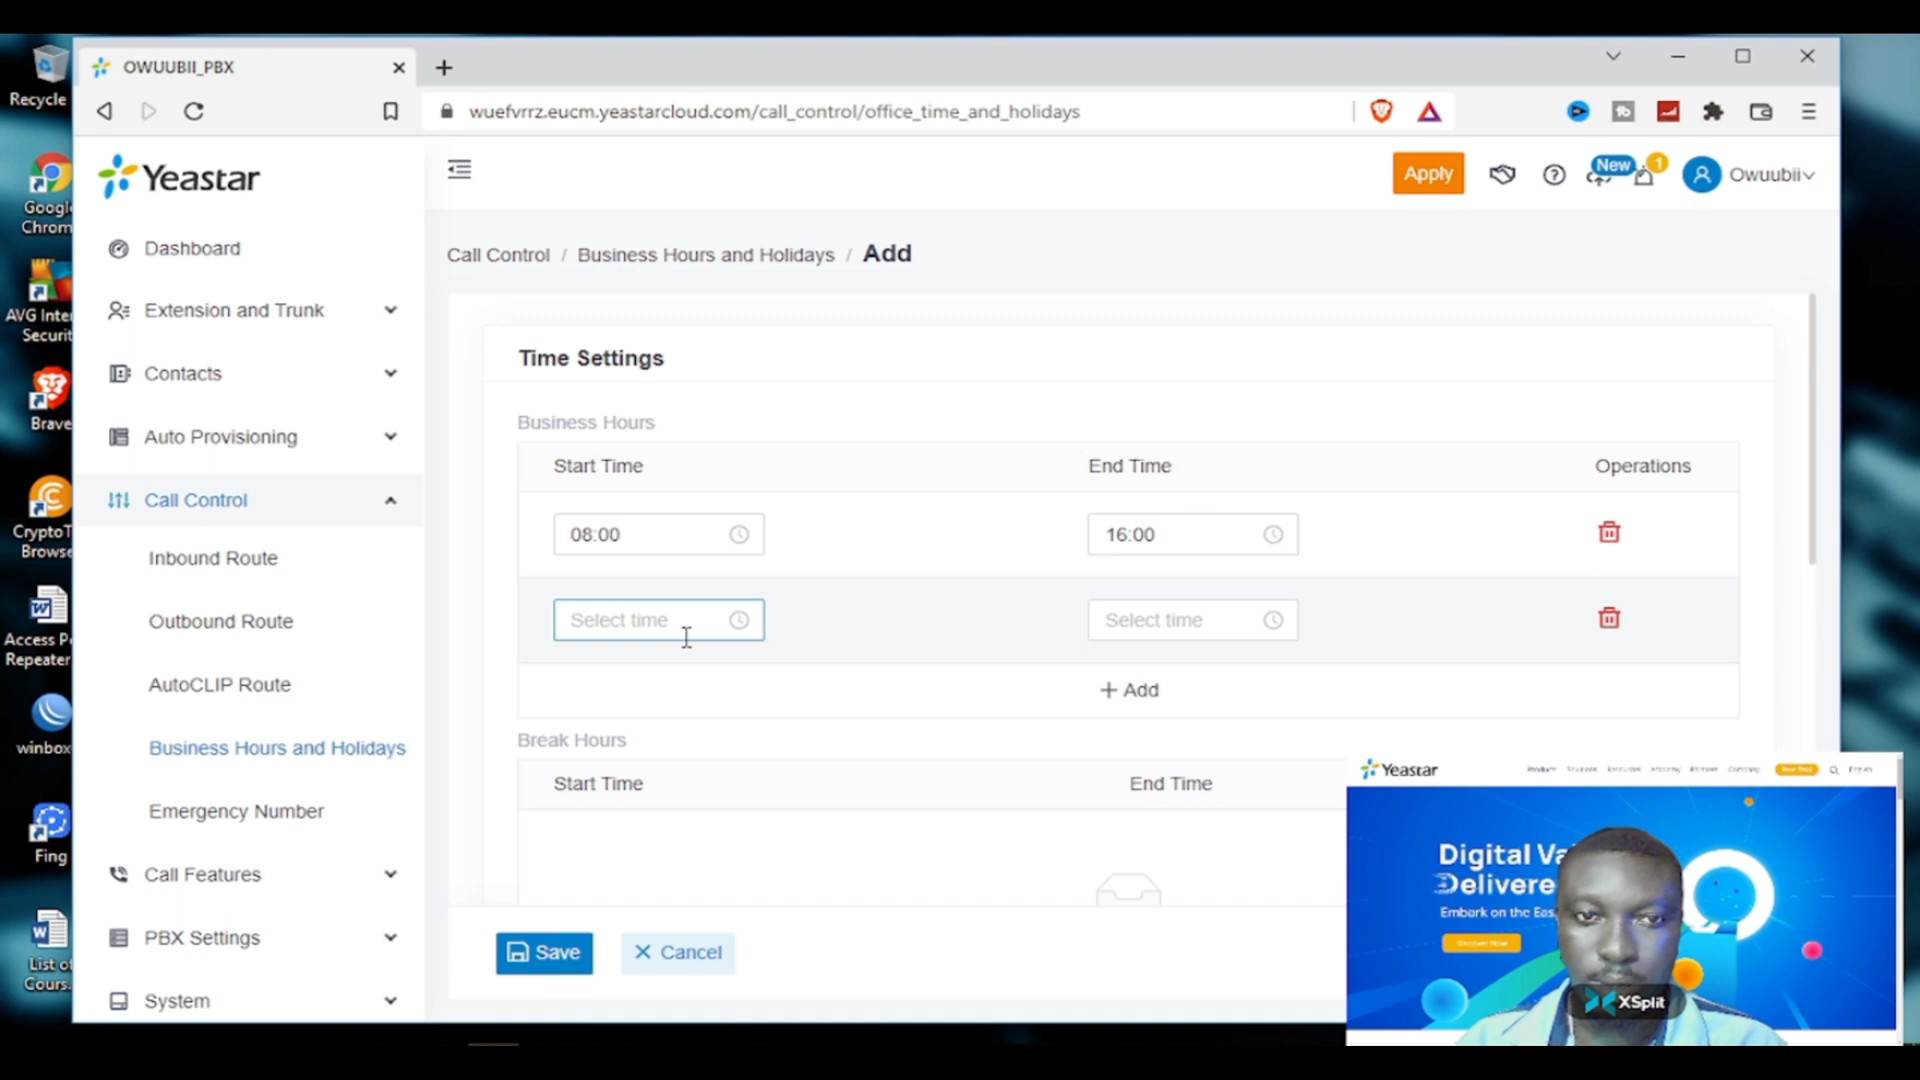 Recycle
Google
Chrom
AVG Inte
Securit
Brave
CryptoT
Browse
Access P
Repeater
winbox
Fing
List of
Cours.
OWUUBII_PBX
wuefvrrz.eucm.yeastarcloud.com/call_control/office_time_and_holidays
Yeastar
Apply
New
1
Owuubii
Dashboard
Extension and Trunk
Contacts
Auto Provisioning
Call Control
Inbound Route
Outbound Route
AutoCLIP Route
Business Hours and Holidays
Emergency Number
Call Features
PBX Settings
System
Call Control / Business Hours and Holidays / Add
Time Settings
Business Hours
Start Time End Time Operations
08:00 16:00
Select time Select time
+ Add
Break Hours
Start Time End Time
Save Cancel
Yeastar
Digital Va
Delivere
Embark on the Eas
XSplit